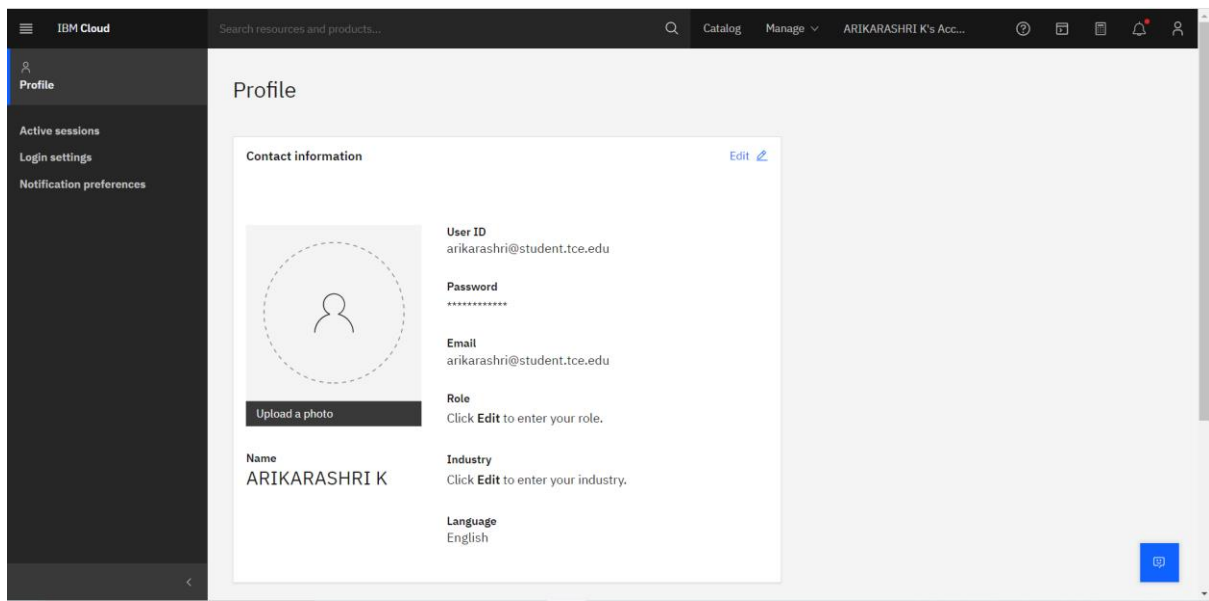 IBM Cloud
Search resources and products...
Catalog
Manage
ARIKARASHRI K's Acc...
Profile
Active sessions
Login settings
Notification preferences
Profile
Contact information
Edit
Upload a photo
Name
ARIKARASHRI K
User ID
arikarashri@student.tce.edu
Password
************
Email
arikarashri@student.tce.edu
Role
Click Edit to enter your role.
Industry
Click Edit to enter your industry.
Language
English